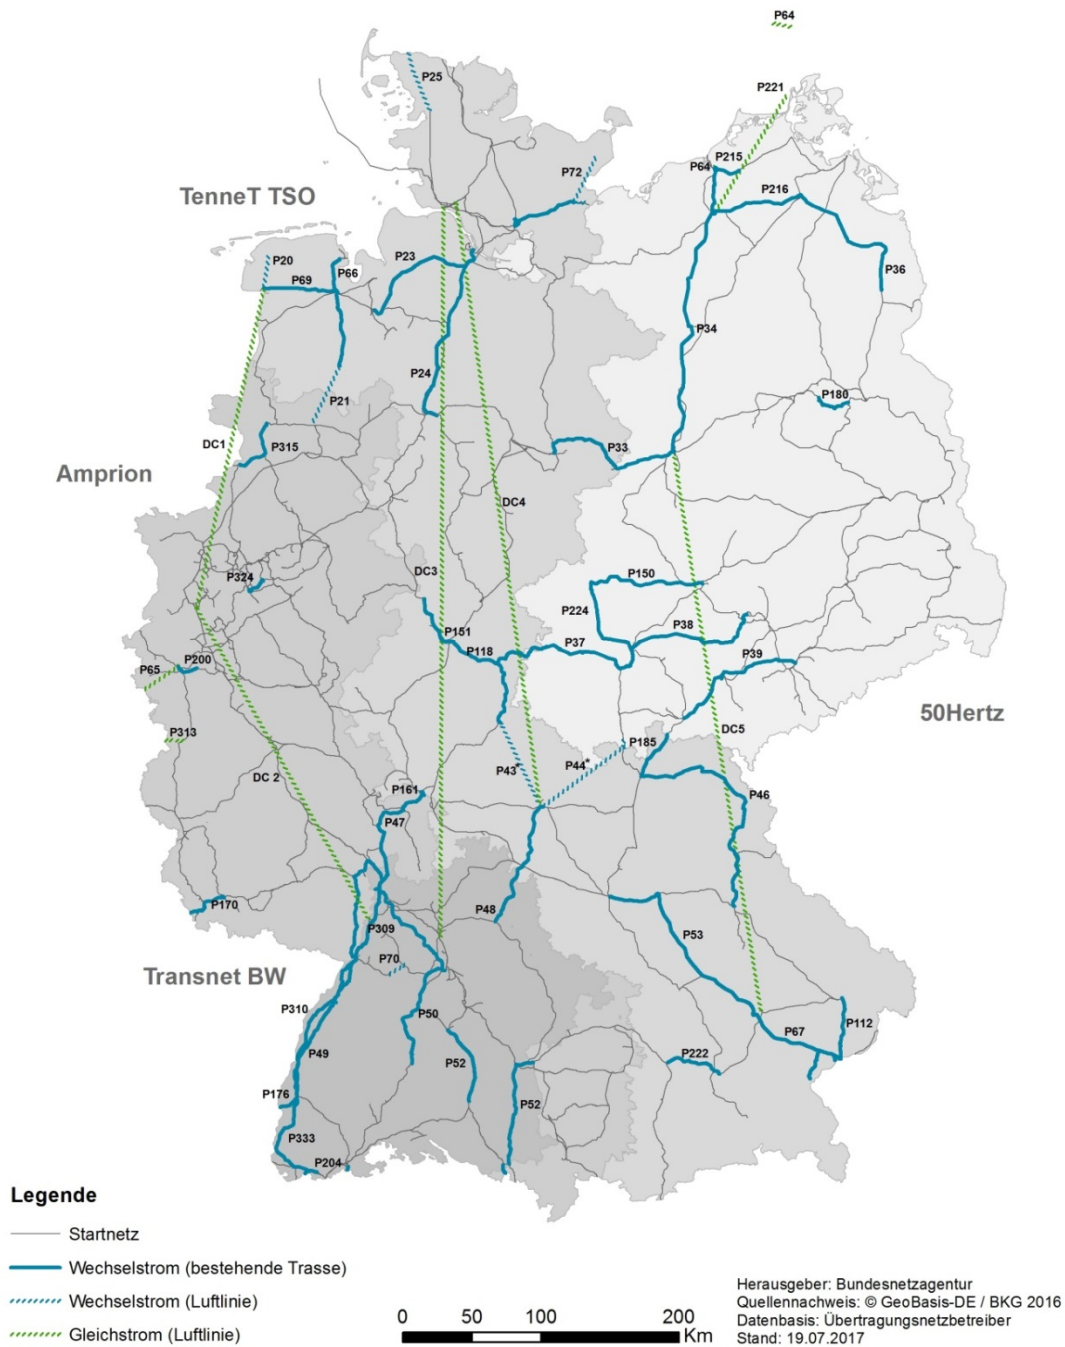 P64
P25
P221
P72
P64
P215
P216
TenneT TSO
P20
P66
P23
P69
P36
P34
P24
P21
P180
DC1
P315
P33
Amprion
DC4
P324
DC3
P150
P224
P38
P151
P118
P37
P39
P65
P200
50Hertz
P313
DC5
P185
P43*
P44*
DC 2
P161
P46
P47
P170
P48
P309
P53
P70
Transnet BW
P310
P50
P67
P112
P49
P52
P222
P176
P52
P333
P204
Legende
Startnetz
Wechselstrom (bestehende Trasse)
Wechselstrom (Luftlinie)
Gleichstrom (Luftlinie)
0 50 100 200
Km
Herausgeber: Bundesnetzagentur
Quellennachweis: © GeoBasis-DE / BKG 2016
Datenbasis: Übertragungsnetzbetreiber
Stand: 19.07.2017